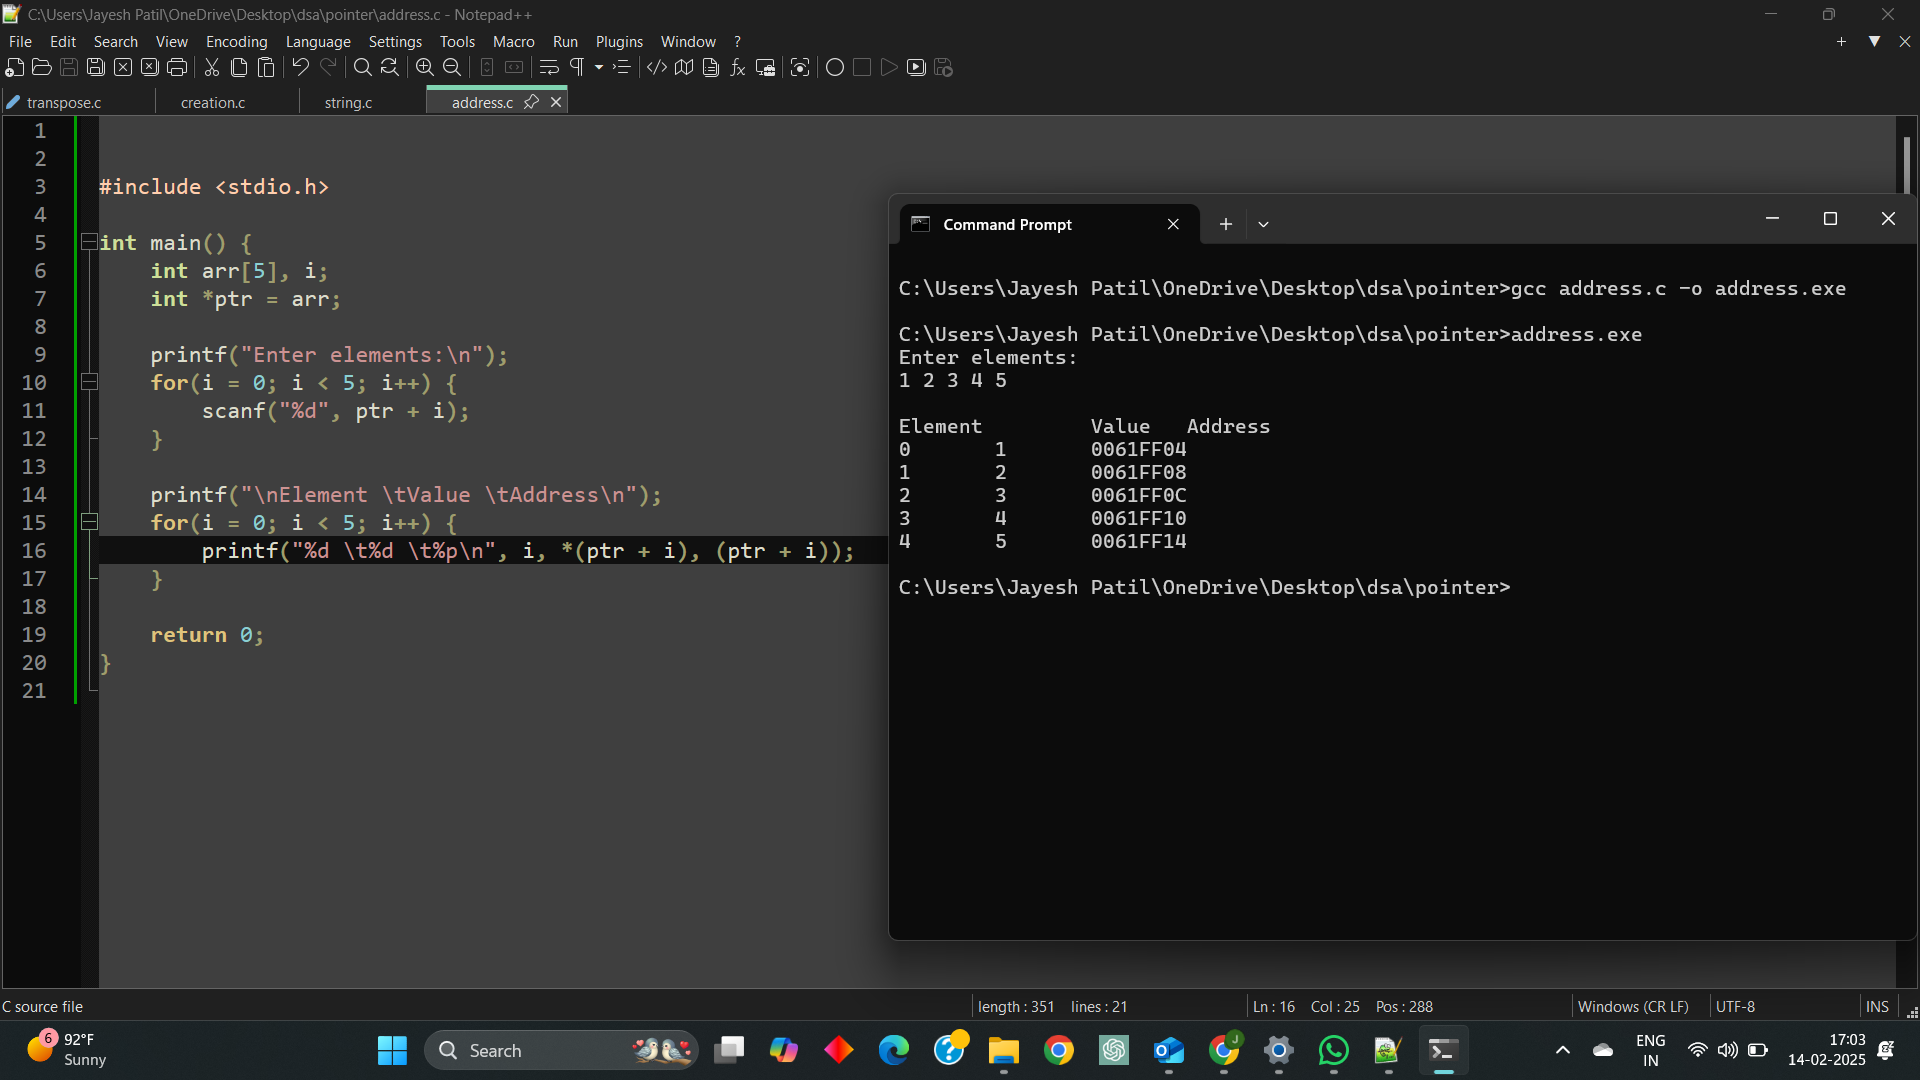 C:\Users\Jayesh Patil\OneDrive\Desktop\dsa\pointer\address.c - Notepad++
File Edit Search View Encoding Language Settings Tools Macro Run Plugins Window ?
transpose.c creation.c string.c address.c
1
2
3 #include <stdio.h>
4
5 int main() {
6 int arr[5], i;
7 int *ptr = arr;
8
9 printf("Enter elements:\n");
10 for(i = 0; i < 5; i++) {
11 scanf("%d", ptr + i);
12 }
13
14 printf("\nElement \tValue \tAddress\n");
15 for(i = 0; i < 5; i++) {
16 printf("%d \t%d \t%p\n", i, *(ptr + i), (ptr + i));
17 }
18
19 return 0;
20 }
21
Command Prompt
C:\Users\Jayesh Patil\OneDrive\Desktop\dsa\pointer>gcc address.c -o address.exe
C:\Users\Jayesh Patil\OneDrive\Desktop\dsa\pointer>address.exe
Enter elements:
1 2 3 4 5
Element Value Address
0 1 0061FF04
1 2 0061FF08
2 3 0061FF0C
3 4 0061FF10
4 5 0061FF14
C:\Users\Jayesh Patil\OneDrive\Desktop\dsa\pointer>
C source file length : 351 lines : 21 Ln : 16 Col : 25 Pos : 288 Windows (CR LF) UTF-8 INS
6 92°F
Sunny
Search
J
ENG
IN
17:03
14-02-2025